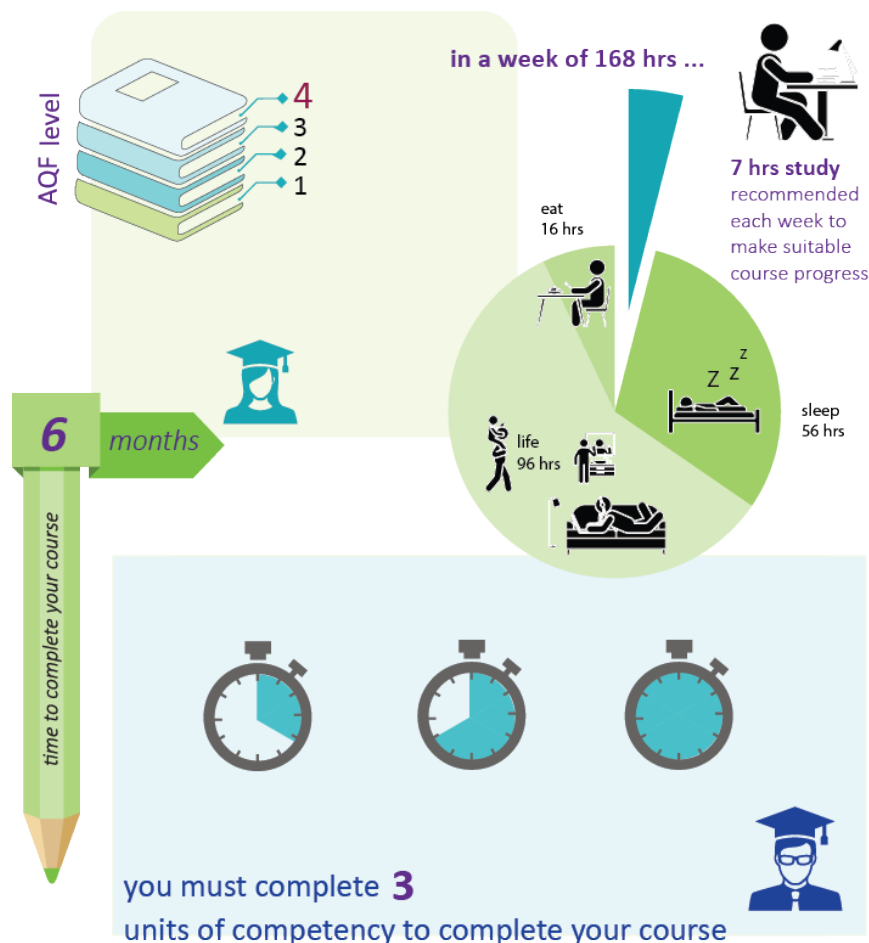 AQF level
4
3
2
1
in a week of 168 hrs ...
7 hrs study
recommended
each week to
make suitable
course progress
eat
16 hrs
z
Z
Z
sleep
56 hrs
life
96 hrs
6
months
time to complete your course
you must complete 3
units of competency to complete your course